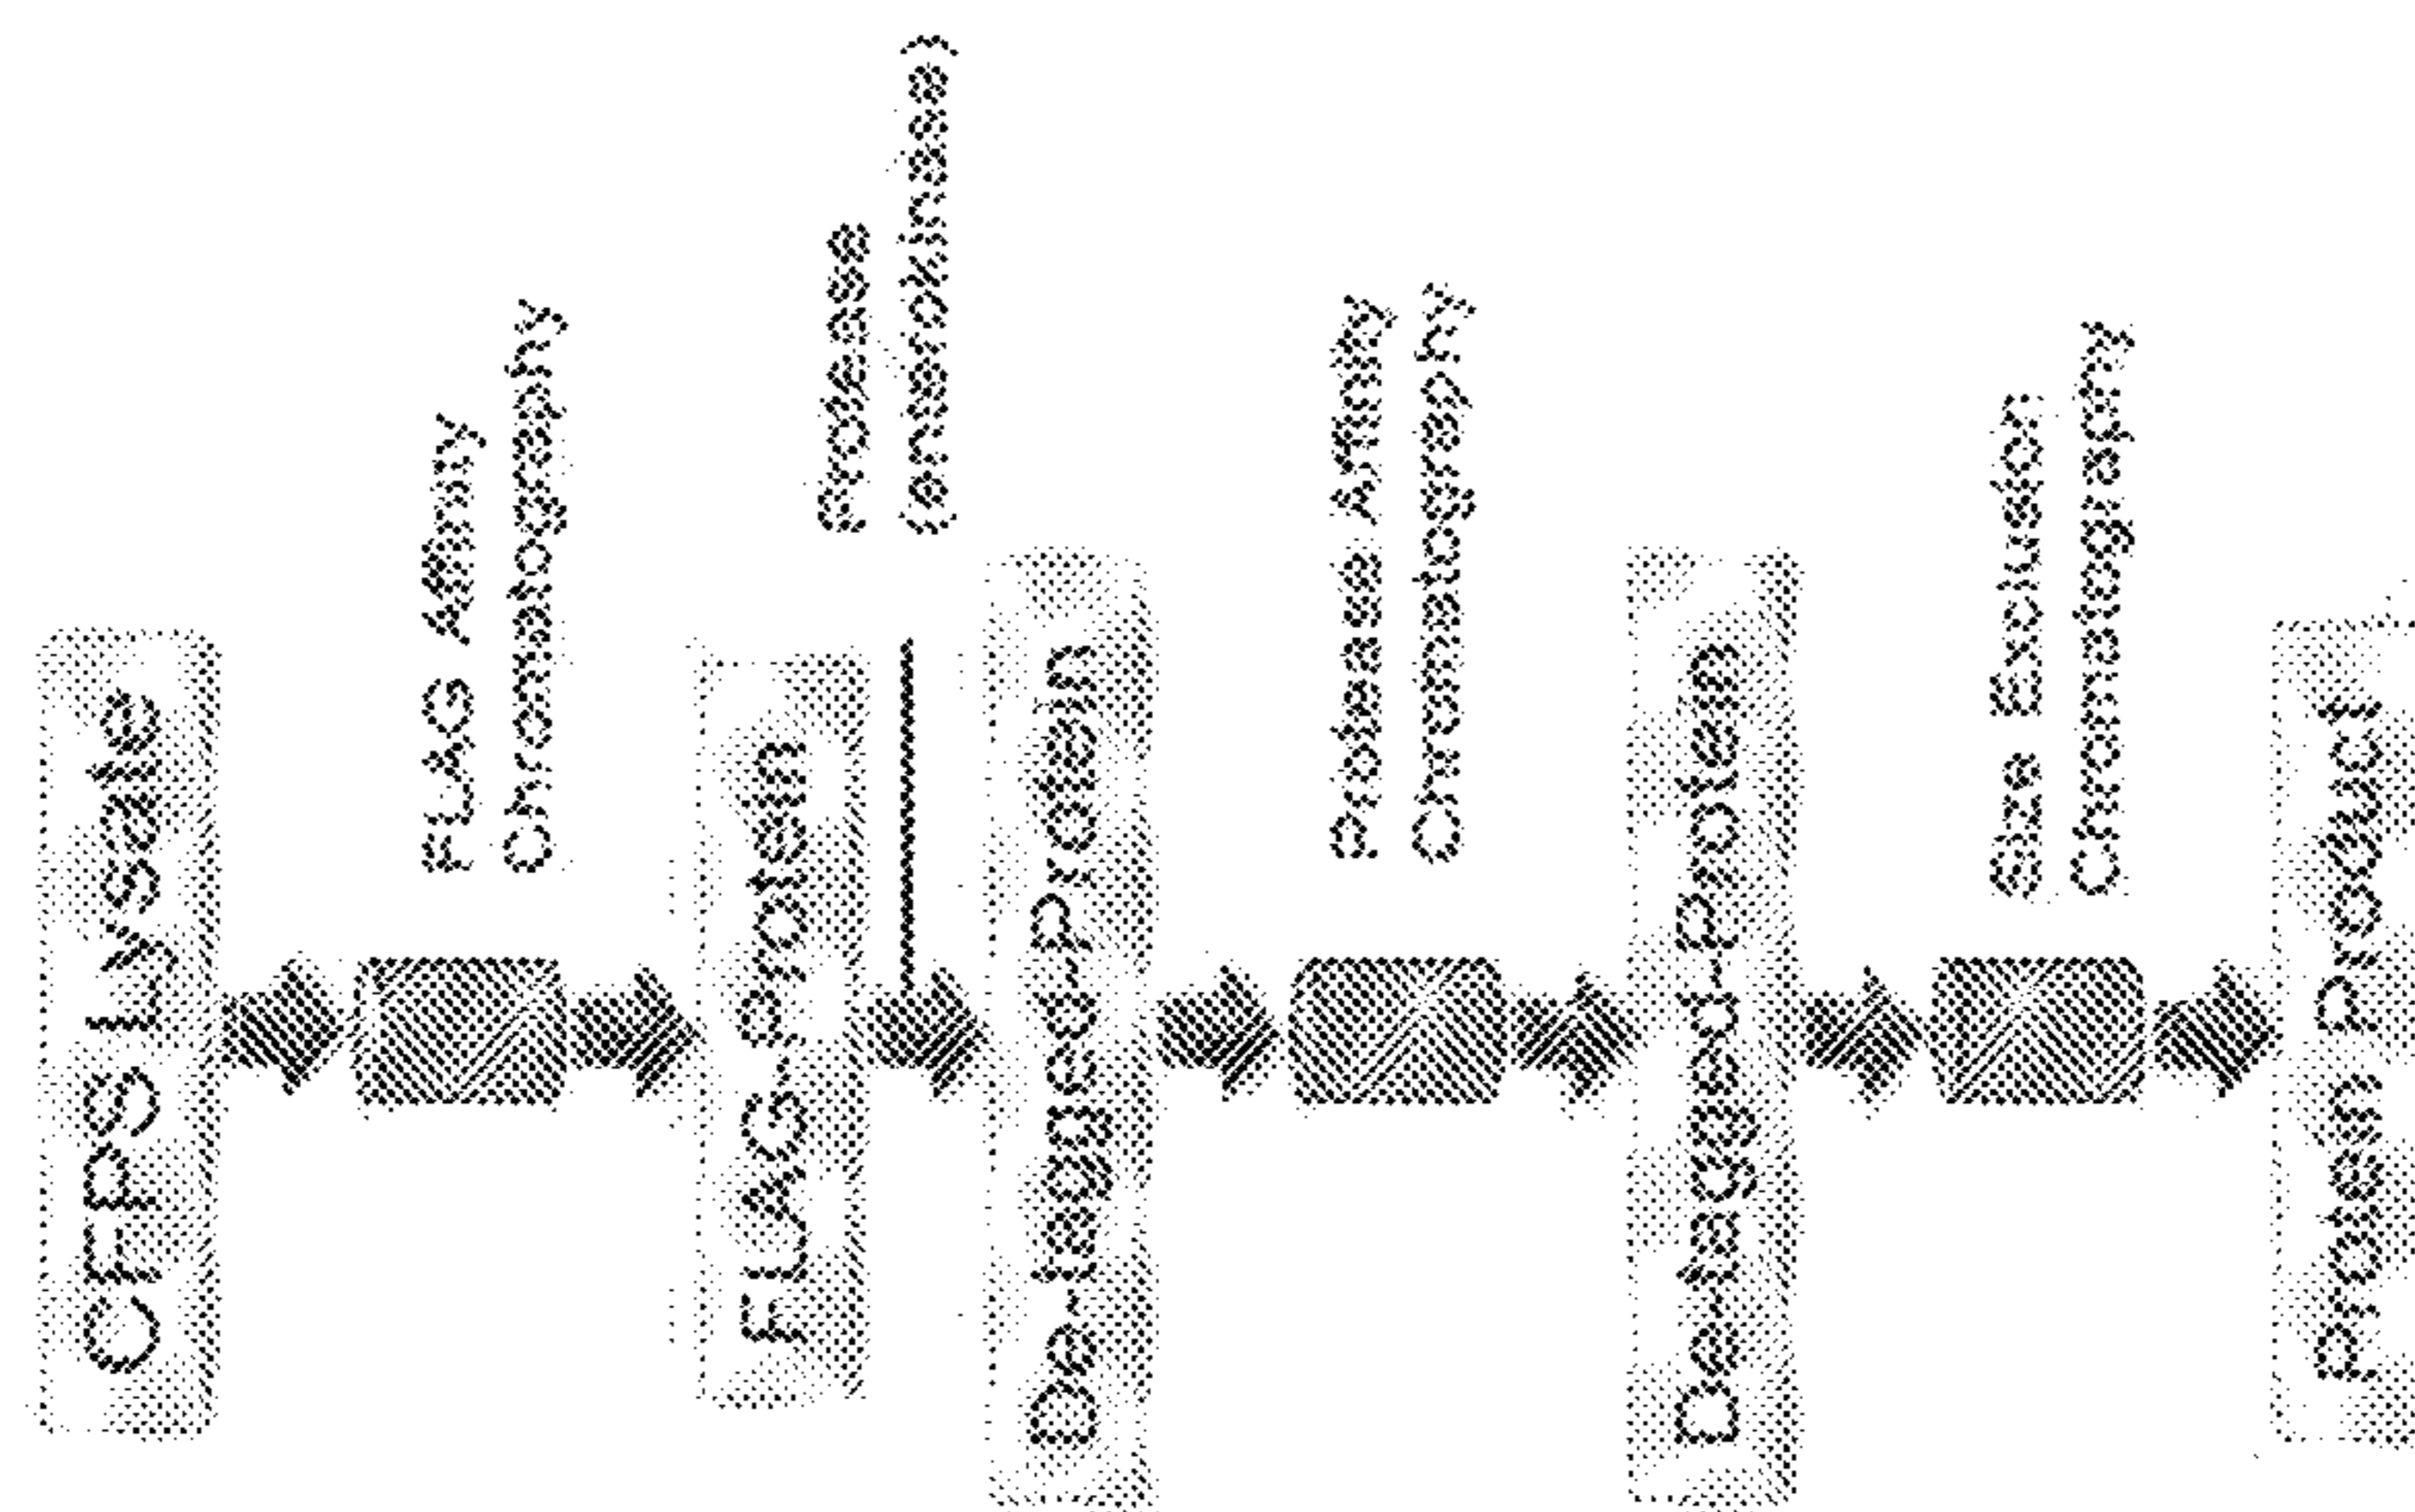 CFPS Lysate
FLAG Affinity
Chromatography
FLAG-Protein
Protease
(enterokinase)
De-tagged-Protein
Protease Affinity
Chromatography
De-tagged-Protein
Size Exclusion
Chromatography
Protein Product